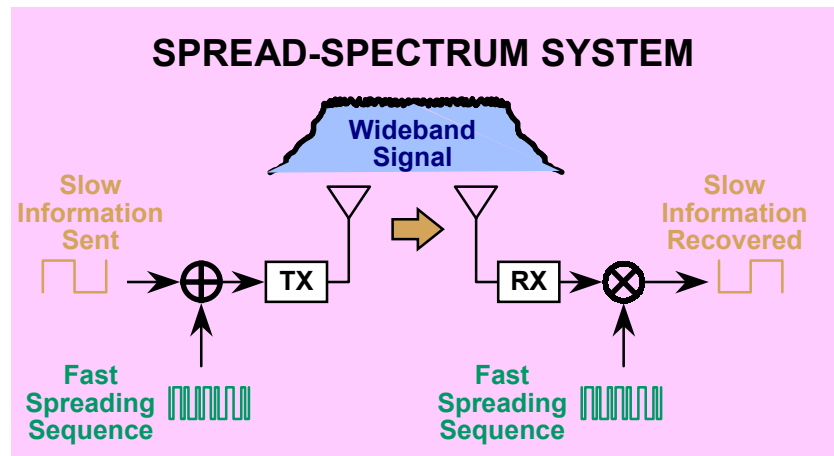 SPREAD-SPECTRUM SYSTEM
Wideband
Signal
Slow
Information
Sent
TX
RX
Slow
Information
Recovered
Fast
Spreading
Sequence
Fast
Spreading
Sequence